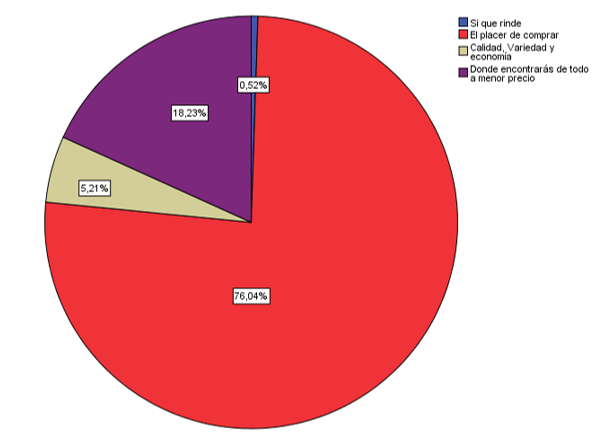 Si que rinde
El placer de comprar
Calidad, Variedad y
economía
Donde encontrarás de todo
a menor precio
0,52%
18,23%
5,21%
76,04%